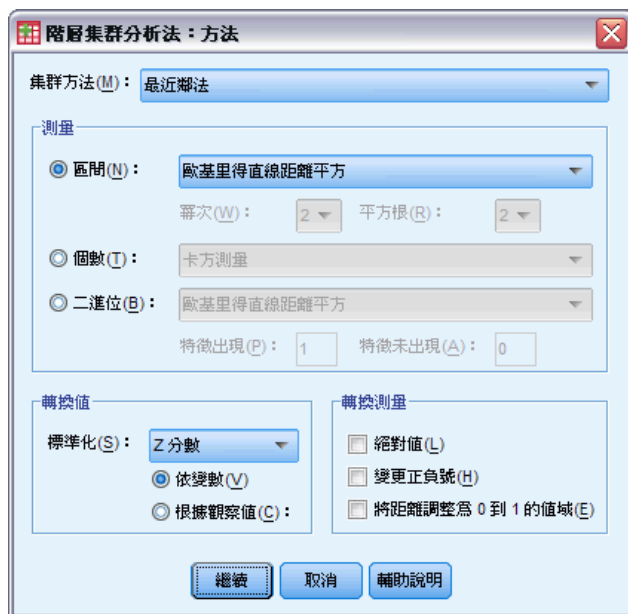 階層集群分析法：方法
集群方法(M)： 最近鄰法
測量
區間(N)： 歐基里得直線距離平方
冪次(W)： 2 平方根(R)： 2
個數(T)： 卡方測量
二進位(B)： 歐基里得直線距離平方
特徵出現(P)： 1 特徵未出現(A)： 0
轉換值
標準化(S)： Z 分數
依變數(V)
根據觀察值(C)：
轉換測量
絕對值(L)
變更正負號(H)
將距離調整為 0 到 1 的值域(E)
繼續 取消 輔助說明